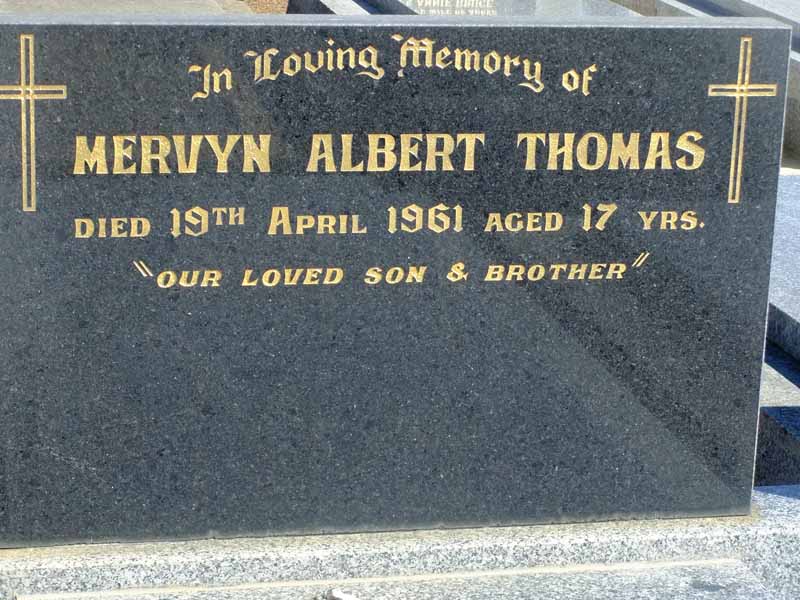 In Loving Memory of
MERVYN ALBERT THOMAS
DIED 19TH APRIL 1961 AGED 17 YRS.
"OUR LOVED SON & BROTHER"